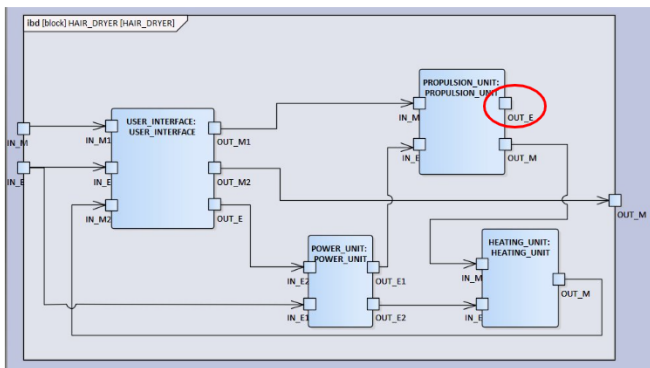 ibd [block] HAIR_DRYER [HAIR_DRYER]
PROPULSION_UNIT:
PROPULSION_UNIT
IN_M
OUT_E
USER_INTERFACE:
USER_INTERFACE
IN_M
IN_M1
OUT_M1
IN_E
OUT_M
IN_E
IN_E
OUT_M2
OUT_M
IN_M2
OUT_E
POWER_UNIT:
POWER_UNIT
HEATING_UNIT:
HEATING_UNIT
IN_E2
OUT_E1
IN_M
OUT_M
IN_E1
OUT_E2
IN_E